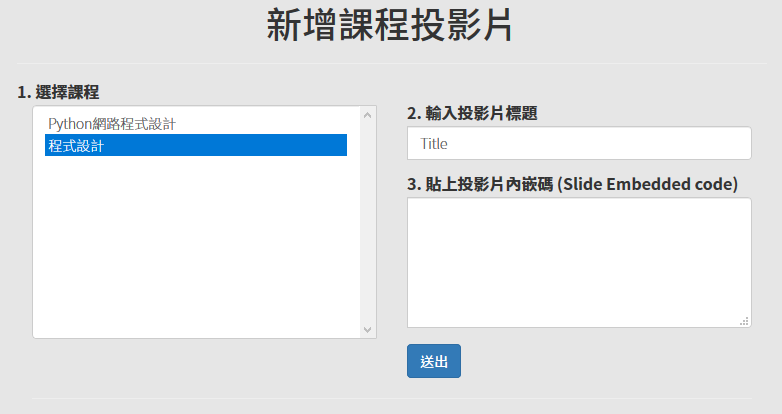 新增課程投影片
1. 選擇課程
Python網路程式設計
程式設計
2. 輸入投影片標題
Title
3. 貼上投影片內嵌碼 (Slide Embedded code)
送出